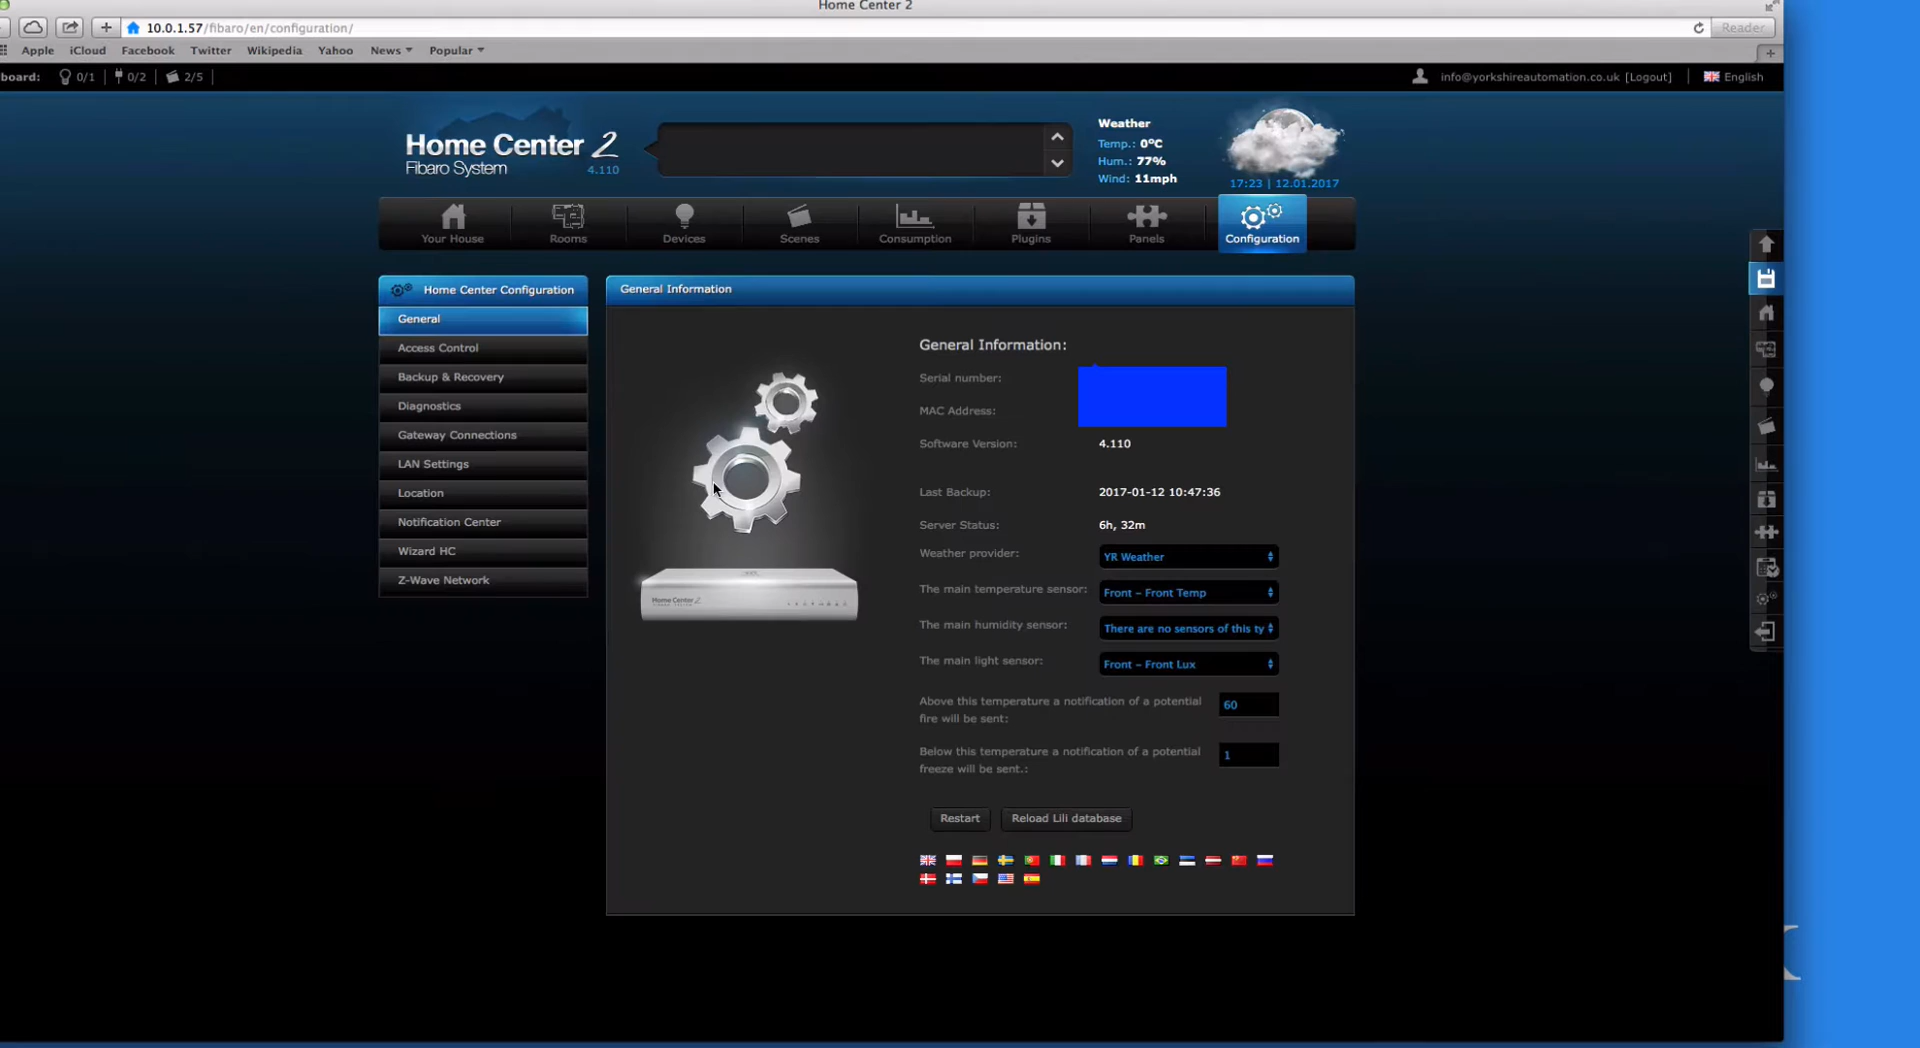 Home Center 2
10.0.1.57/fibaro/en/configuration/
Reader
Apple iCloud Facebook Twitter Wikipedia Yahoo News Popular
board: 0/1 0/2 2/5
info@yorkshireautomation.co.uk [Logout] English
Home Center 2
Fibaro System
4.110
Weather
Temp.: 0°C
Hum.: 77%
Wind: 11mph
17:23 | 12.01.2017
Your House
Rooms
Devices
Scenes
Consumption
Plugins
Panels
Configuration
Home Center Configuration
General
Access Control
Backup & Recovery
Diagnostics
Gateway Connections
LAN Settings
Location
Notification Center
Wizard HC
Z-Wave Network
General Information
Home Center 2
General Information:
Serial number:
MAC Address:
Software Version: 4.110
Last Backup: 2017-01-12 10:47:36
Server Status: 6h, 32m
Weather provider: YR Weather
The main temperature sensor: Front – Front Temp
The main humidity sensor: There are no sensors of this ty
The main light sensor: Front – Front Lux
Above this temperature a notification of a potential
fire will be sent: 60
Below this temperature a notification of a potential
freeze will be sent.: 1
Restart Reload Lili database